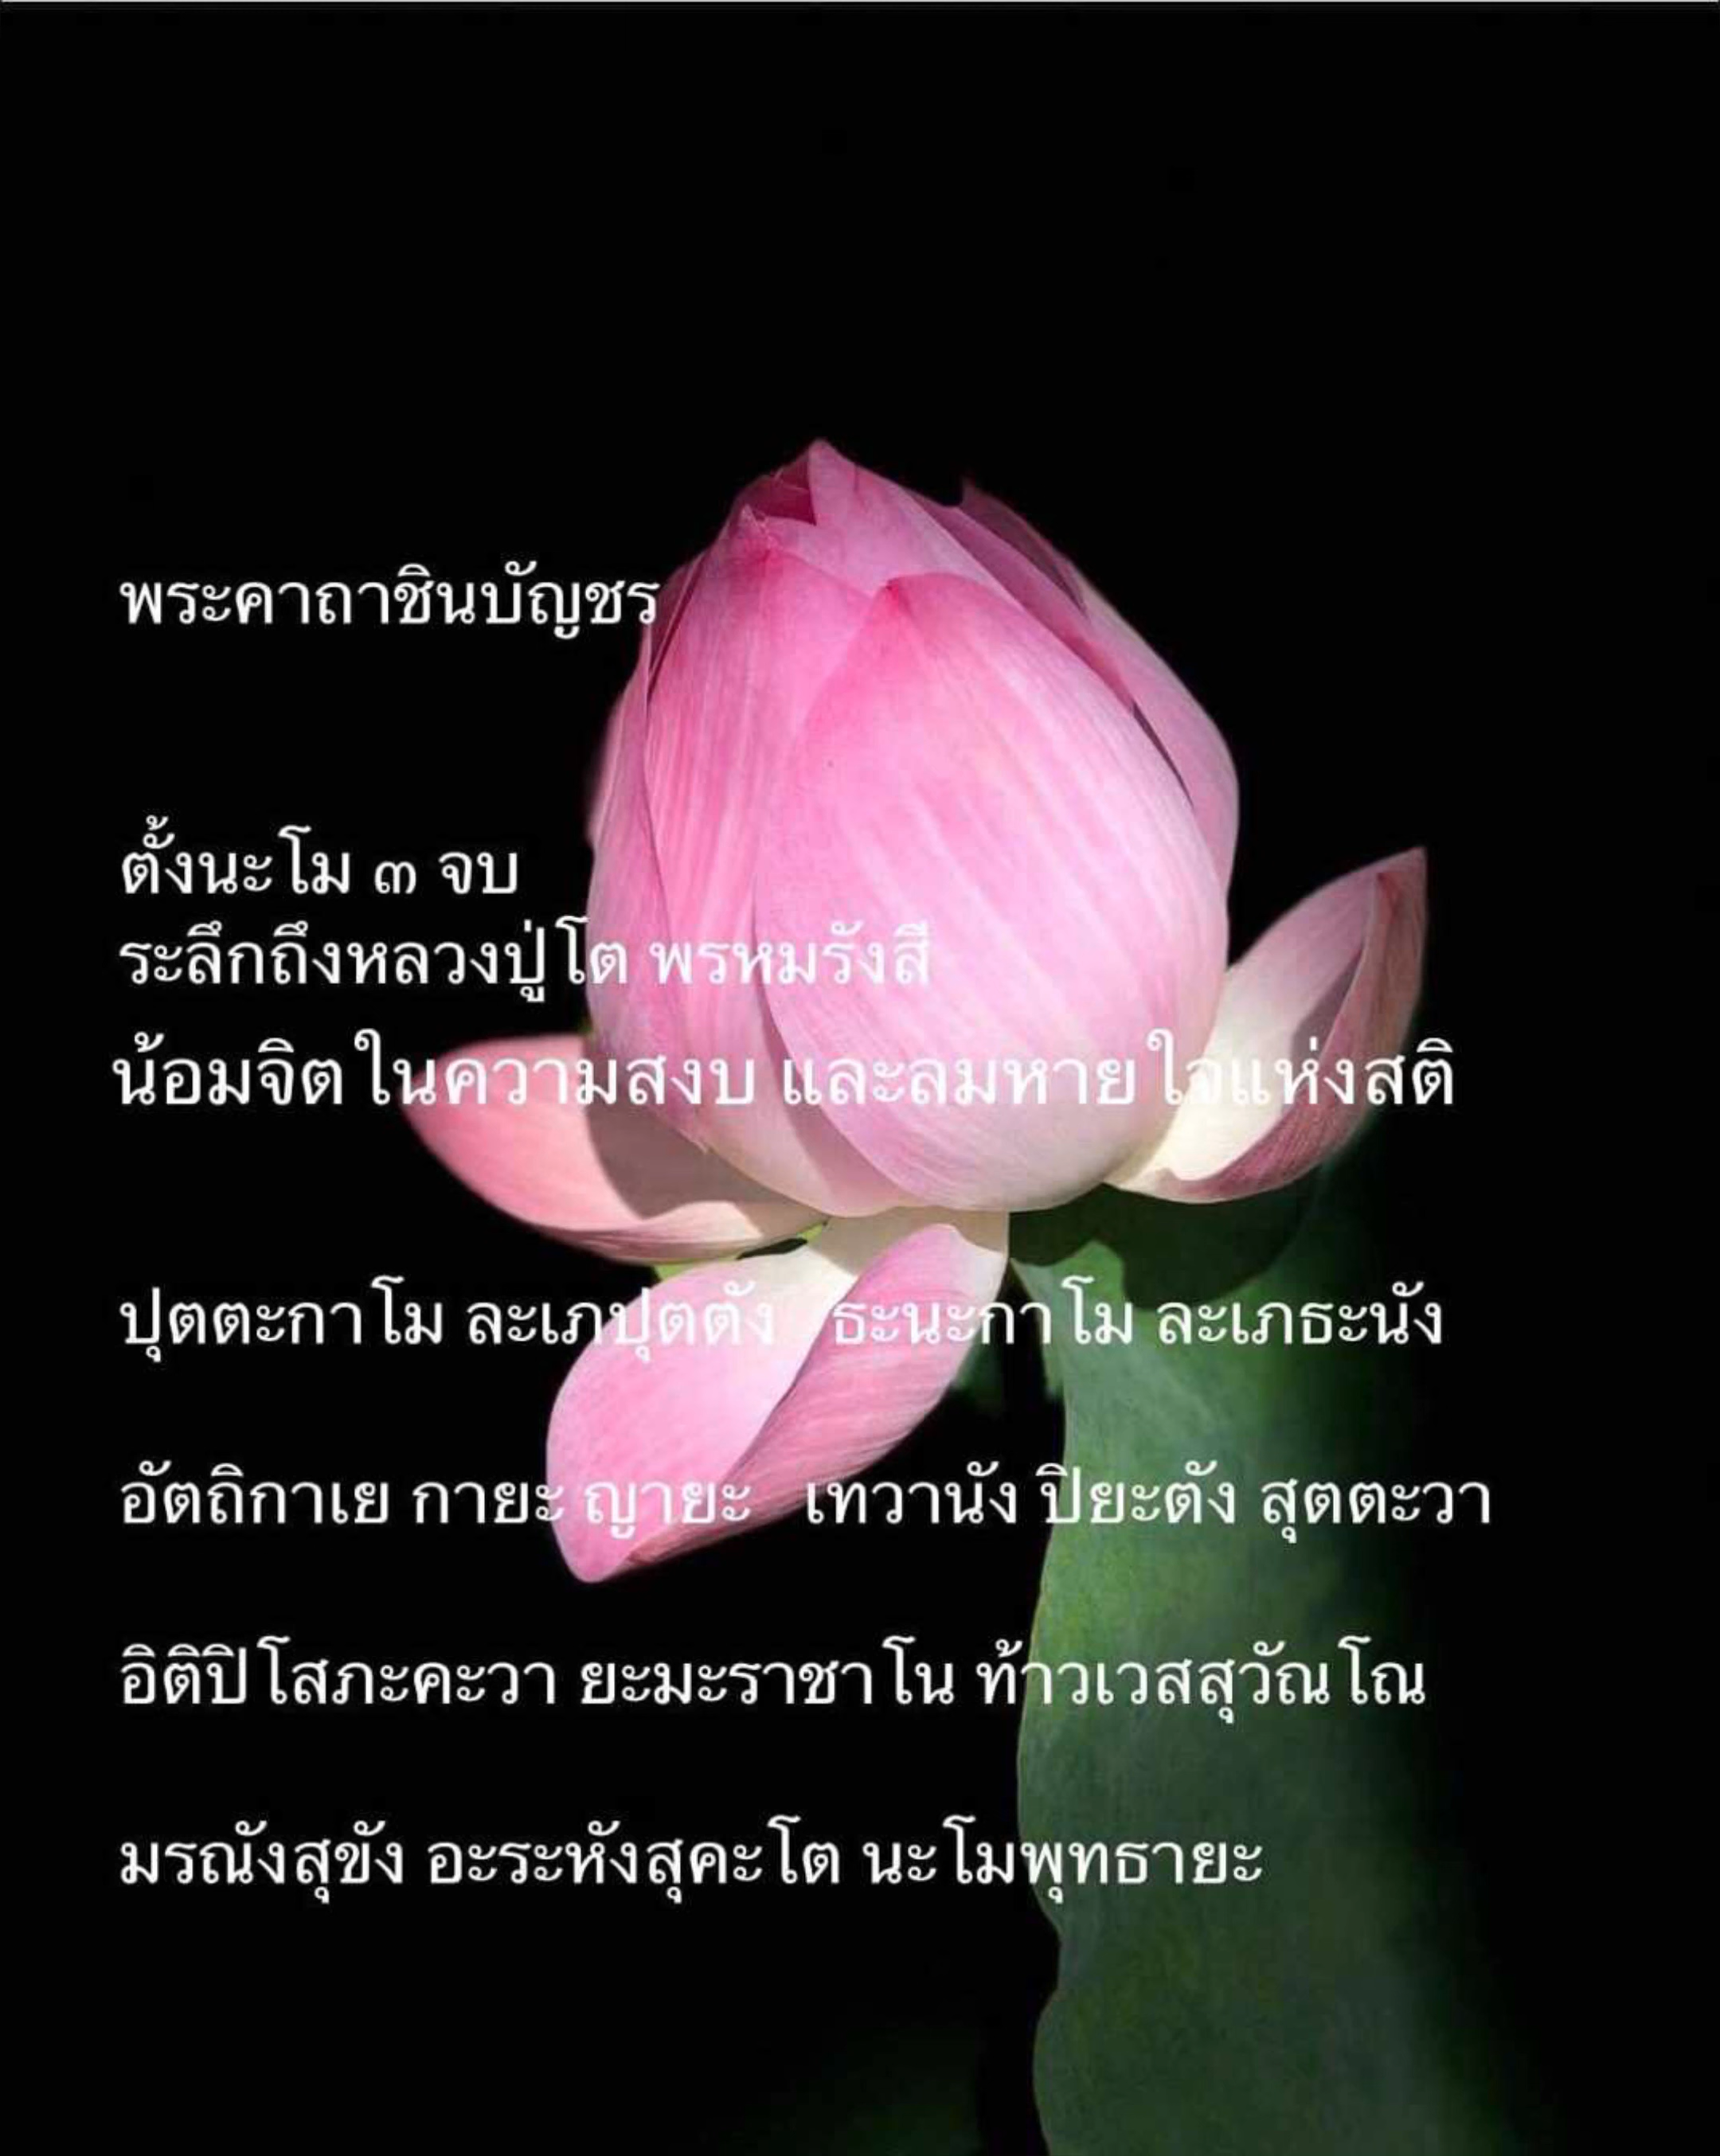 พระคาถาชินบัญชร
ตั้งนะโม ๓ จบ
ระลึกถึงหลวงปู่โต พรหมรังสี
น้อมจิตในความสงบ และลมหายใจแห่งสติ
ปุตตะกาโม ละเภปุตตัง ธะนะกาโม ละเภธะนัง
อัตถิกาเย กายะ ญายะ เทวานัง ปิยะตัง สุตตะวา
อิติปิโสภะคะวา ยะมะราชาโน ท้าวเวสสุวัณโณ
มรณังสุขัง อะระหังสุคะโต นะโมพุทธายะ